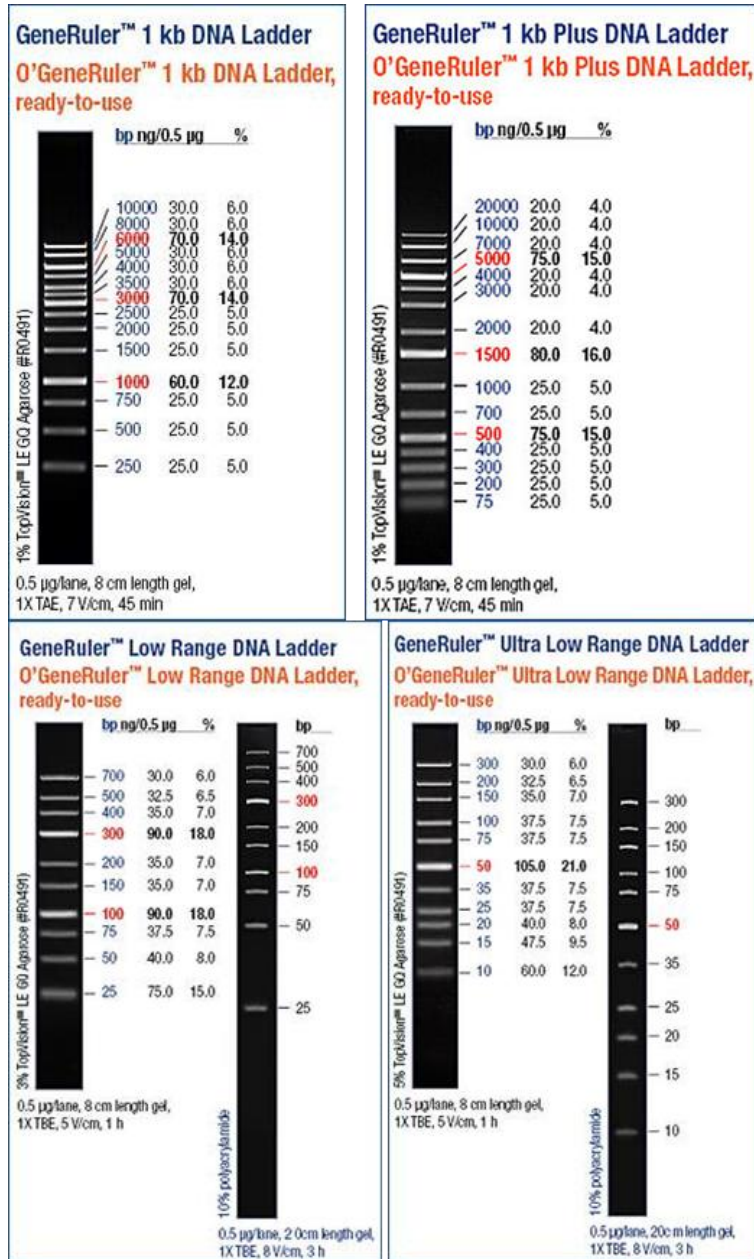 GeneRuler™ 1 kb DNA Ladder
O'GeneRuler™ 1 kb DNA Ladder,
ready-to-use
bp ng/0.5 µg %
10000 30.0 6.0
8000 30.0 6.0
6000 70.0 14.0
5000 30.0 6.0
4000 30.0 6.0
3500 30.0 6.0
3000 70.0 14.0
2500 25.0 5.0
2000 25.0 5.0
1500 25.0 5.0
1000 60.0 12.0
750 25.0 5.0
500 25.0 5.0
250 25.0 5.0
1% TopVision™ LE GQ Agarose (#R0491)
0.5 µg/lane, 8 cm length gel,
1X TAE, 7 V/cm, 45 min
GeneRuler™ 1 kb Plus DNA Ladder
O'GeneRuler™ 1 kb Plus DNA Ladder,
ready-to-use
bp ng/0.5 µg %
20000 20.0 4.0
10000 20.0 4.0
7000 20.0 4.0
5000 75.0 15.0
4000 20.0 4.0
3000 20.0 4.0
2000 20.0 4.0
1500 80.0 16.0
1000 25.0 5.0
700 25.0 5.0
500 75.0 15.0
400 25.0 5.0
300 25.0 5.0
200 25.0 5.0
75 25.0 5.0
1% TopVision™ LE GQ Agarose (#R0491)
0.5 µg/lane, 8 cm length gel,
1X TAE, 7 V/cm, 45 min
GeneRuler™ Low Range DNA Ladder
O'GeneRuler™ Low Range DNA Ladder,
ready-to-use
bp ng/0.5 µg %
700 30.0 6.0
500 32.5 6.5
400 35.0 7.0
300 90.0 18.0
200 35.0 7.0
150 35.0 7.0
100 90.0 18.0
75 37.5 7.5
50 40.0 8.0
25 75.0 15.0
3% TopVision™ LE GQ Agarose (#R0491)
0.5 µg/lane, 8 cm length gel,
1X TBE, 5 V/cm, 1 h
bp
700
500
400
300
200
150
100
75
50
25
10% polyacrylamide
0.5 µg/lane, 2 0cm length gel,
1X TBE, 8 V/cm, 3 h
GeneRuler™ Ultra Low Range DNA Ladder
O'GeneRuler™ Ultra Low Range DNA Ladder,
ready-to-use
bp ng/0.5 µg %
300 30.0 6.0
200 32.5 6.5
150 35.0 7.0
100 37.5 7.5
75 37.5 7.5
50 105.0 21.0
35 37.5 7.5
25 37.5 7.5
20 40.0 8.0
15 47.5 9.5
10 60.0 12.0
5% TopVision™ LE GQ Agarose (#R0491)
0.5 µg/lane, 8 cm length gel,
1X TBE, 5 V/cm, 1 h
bp
300
200
150
100
75
50
35
25
20
15
10
10% polyacrylamide
0.5 µg/lane, 20c m length gel,
1X TBE, 8 V/cm, 3 h